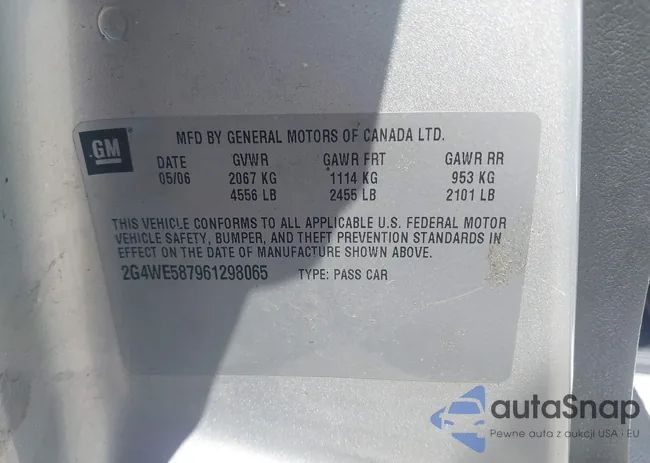 GM
MFD BY GENERAL MOTORS OF CANADA LTD.
DATE GVWR GAWR FRT GAWR RR
05/06 2067 KG 1114 KG 953 KG
4556 LB 2455 LB 2101 LB
THIS VEHICLE CONFORMS TO ALL APPLICABLE U.S. FEDERAL MOTOR
VEHICLE SAFETY, BUMPER, AND THEFT PREVENTION STANDARDS IN
EFFECT ON THE DATE OF MANUFACTURE SHOWN ABOVE.
2G4WE587961298065 TYPE: PASS CAR
autaSnap
Pewne auta z aukcji USA - EU